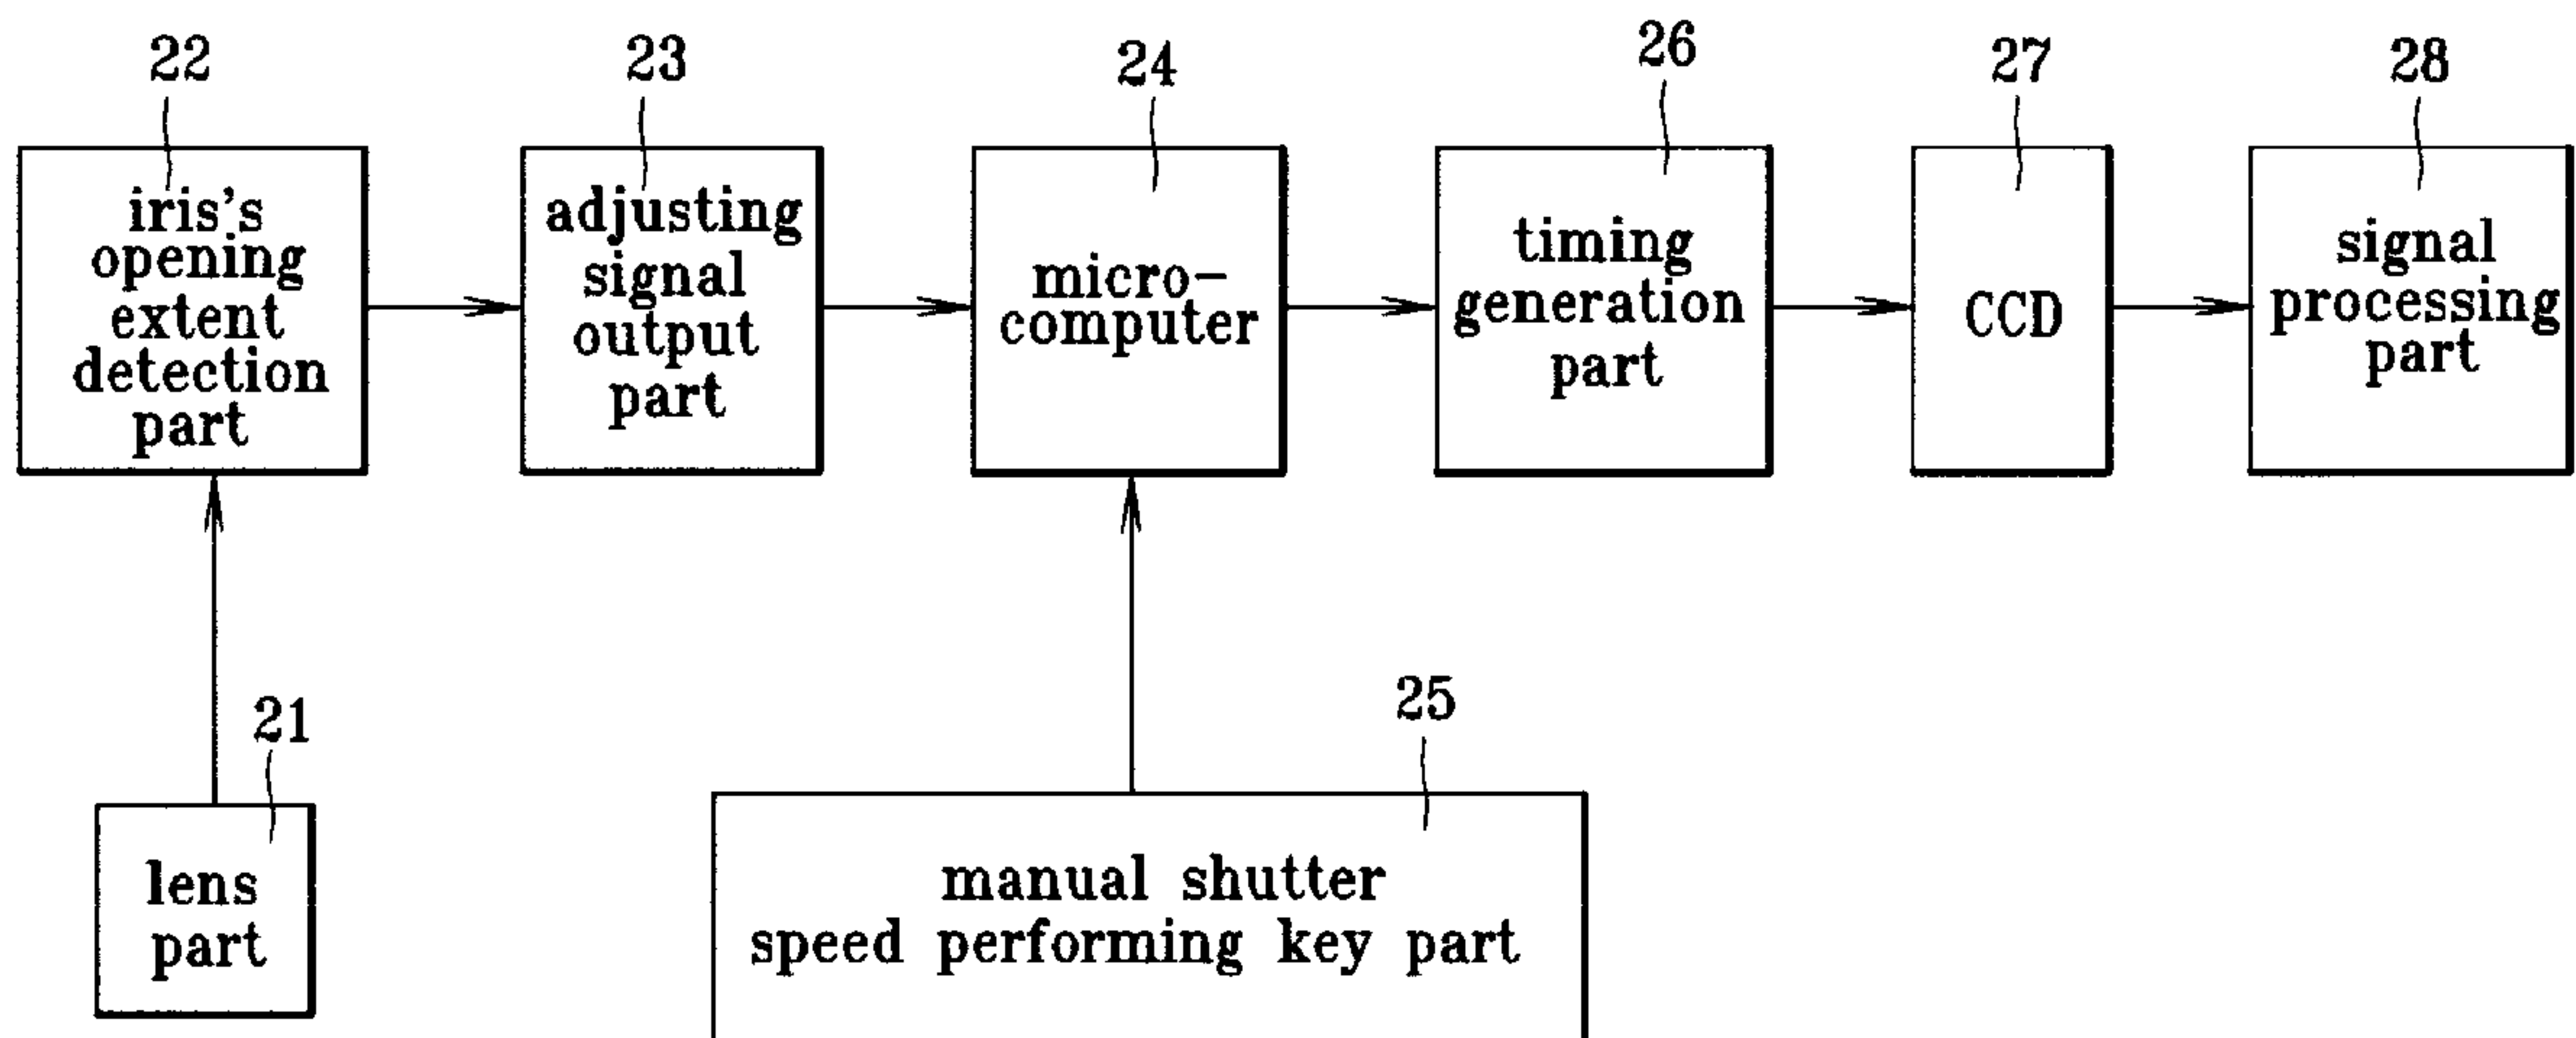 22
iris's
opening
extent
detection
part
23
adjusting
signal
output
part
24
micro-
computer
26
timing
generation
part
27
CCD
28
signal
processing
part
21
lens
part
25
manual shutter
speed performing key part